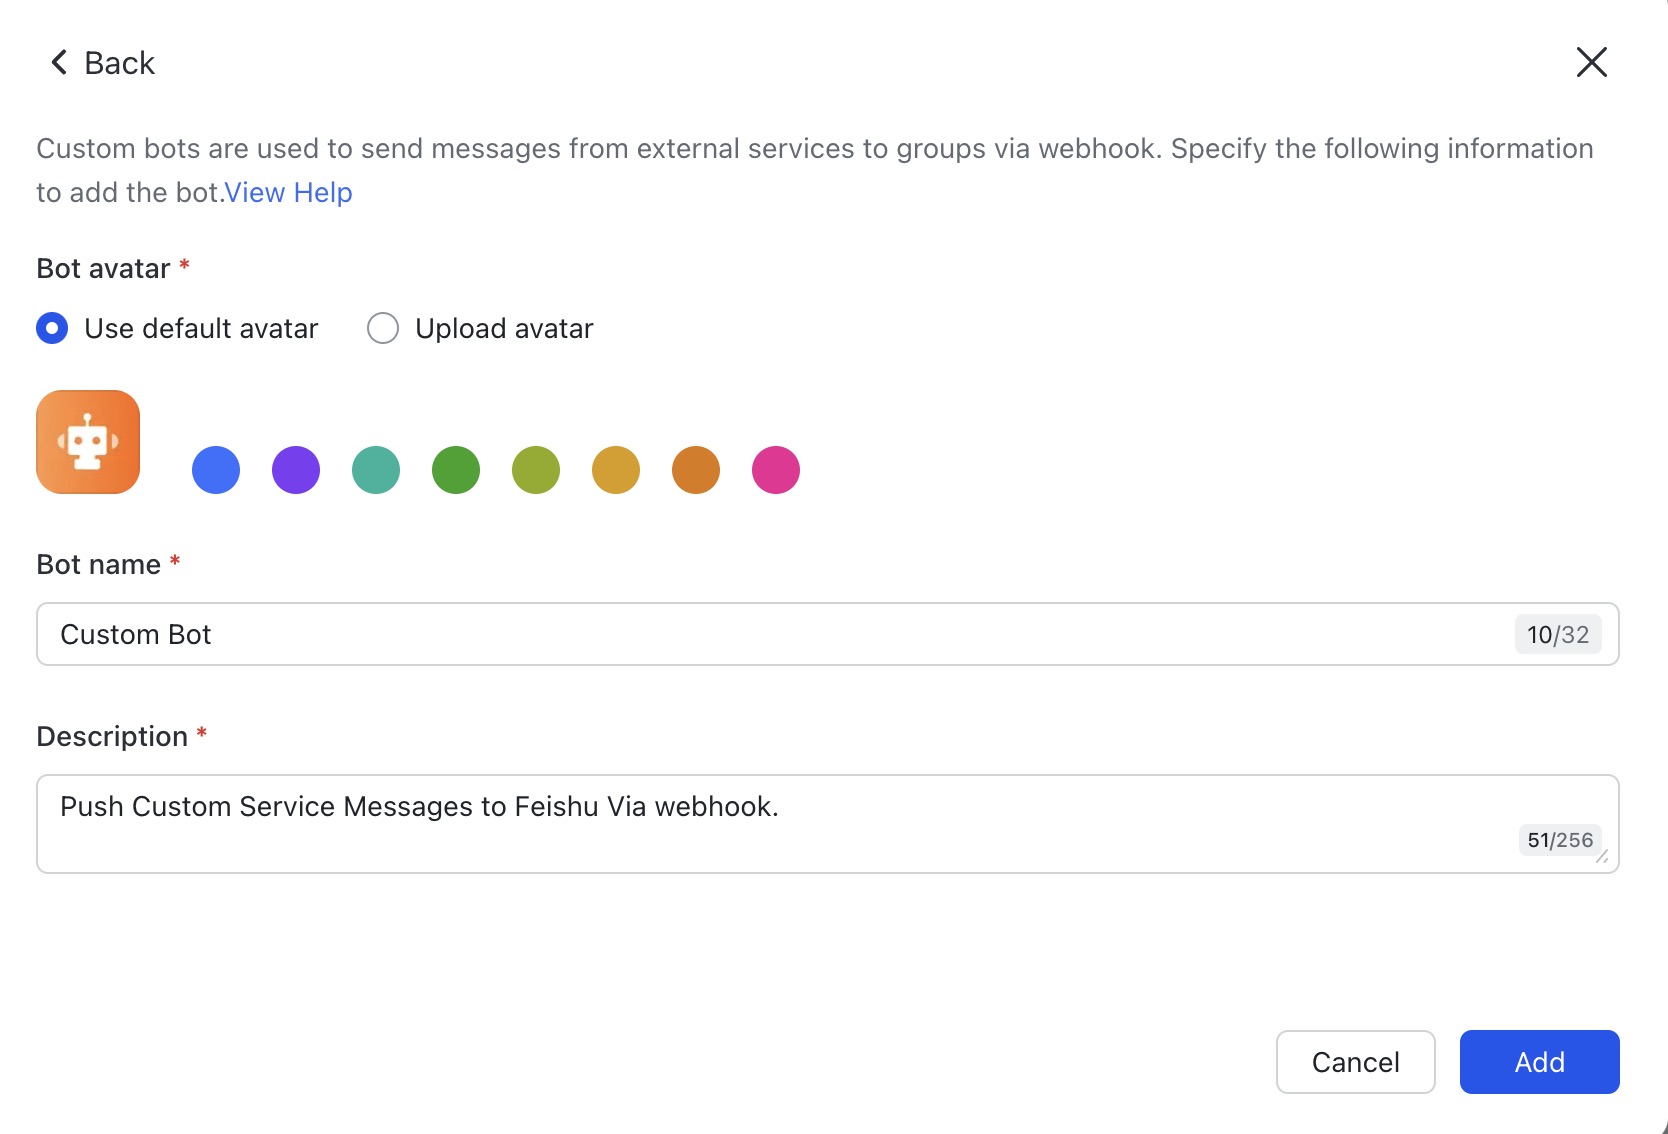 Back
Custom bots are used to send messages from external services to groups via webhook. Specify the following information
to add the bot.View Help
Bot avatar *
Use default avatar Upload avatar
Bot name *
Custom Bot 10/32
Description *
Push Custom Service Messages to Feishu Via webhook.
51/256
Cancel Add